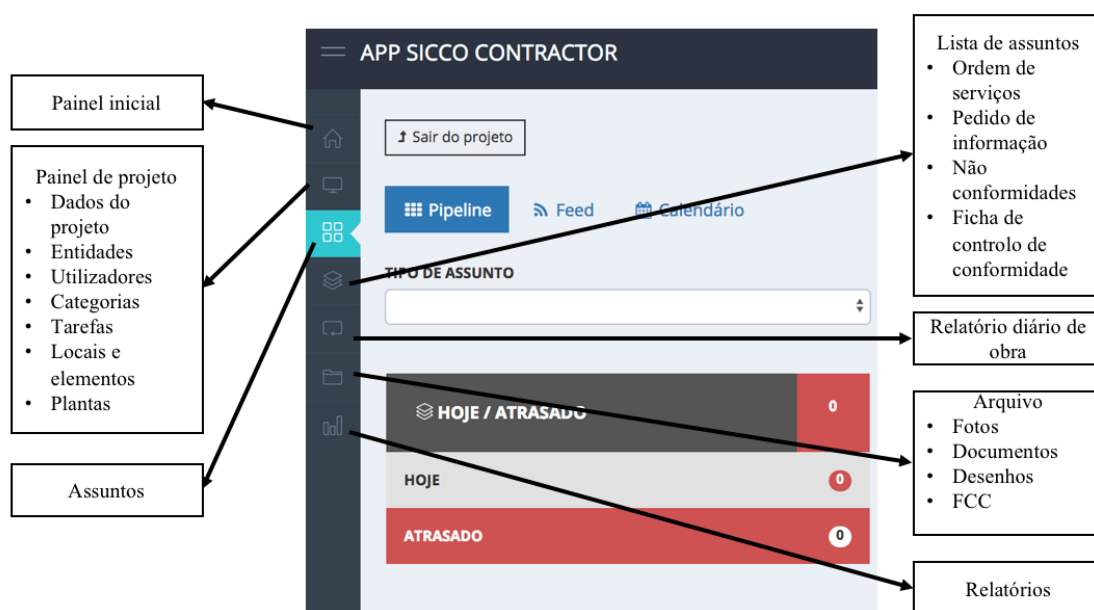 APP SICCO CONTRACTOR
Painel inicial
Painel de projeto
• Dados do
projeto
• Entidades
• Utilizadores
• Categorias
• Tarefas
• Locais e
elementos
• Plantas
Assuntos
Sair do projeto
Pipeline
Feed
Calendário
TIPO DE ASSUNTO
HOJE / ATRASADO
0
HOJE
0
ATRASADO
0
Lista de assuntos
• Ordem de
serviços
• Pedido de
informação
• Não
conformidades
• Ficha de
controlo de
conformidade
Relatório diário de
obra
Arquivo
• Fotos
• Documentos
• Desenhos
• FCC
Relatórios